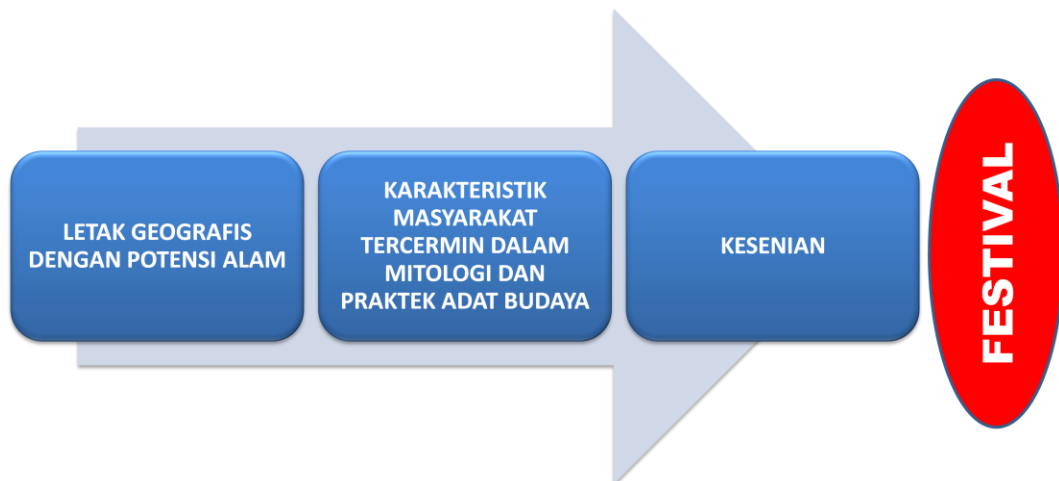 LETAK GEOGRAFIS
DENGAN POTENSI ALAM
KARAKTERISTIK
MASYARAKAT
TERCERMIN DALAM
MITOLOGI DAN
PRAKTEK ADAT BUDAYA
KESENIAN
FESTIVAL